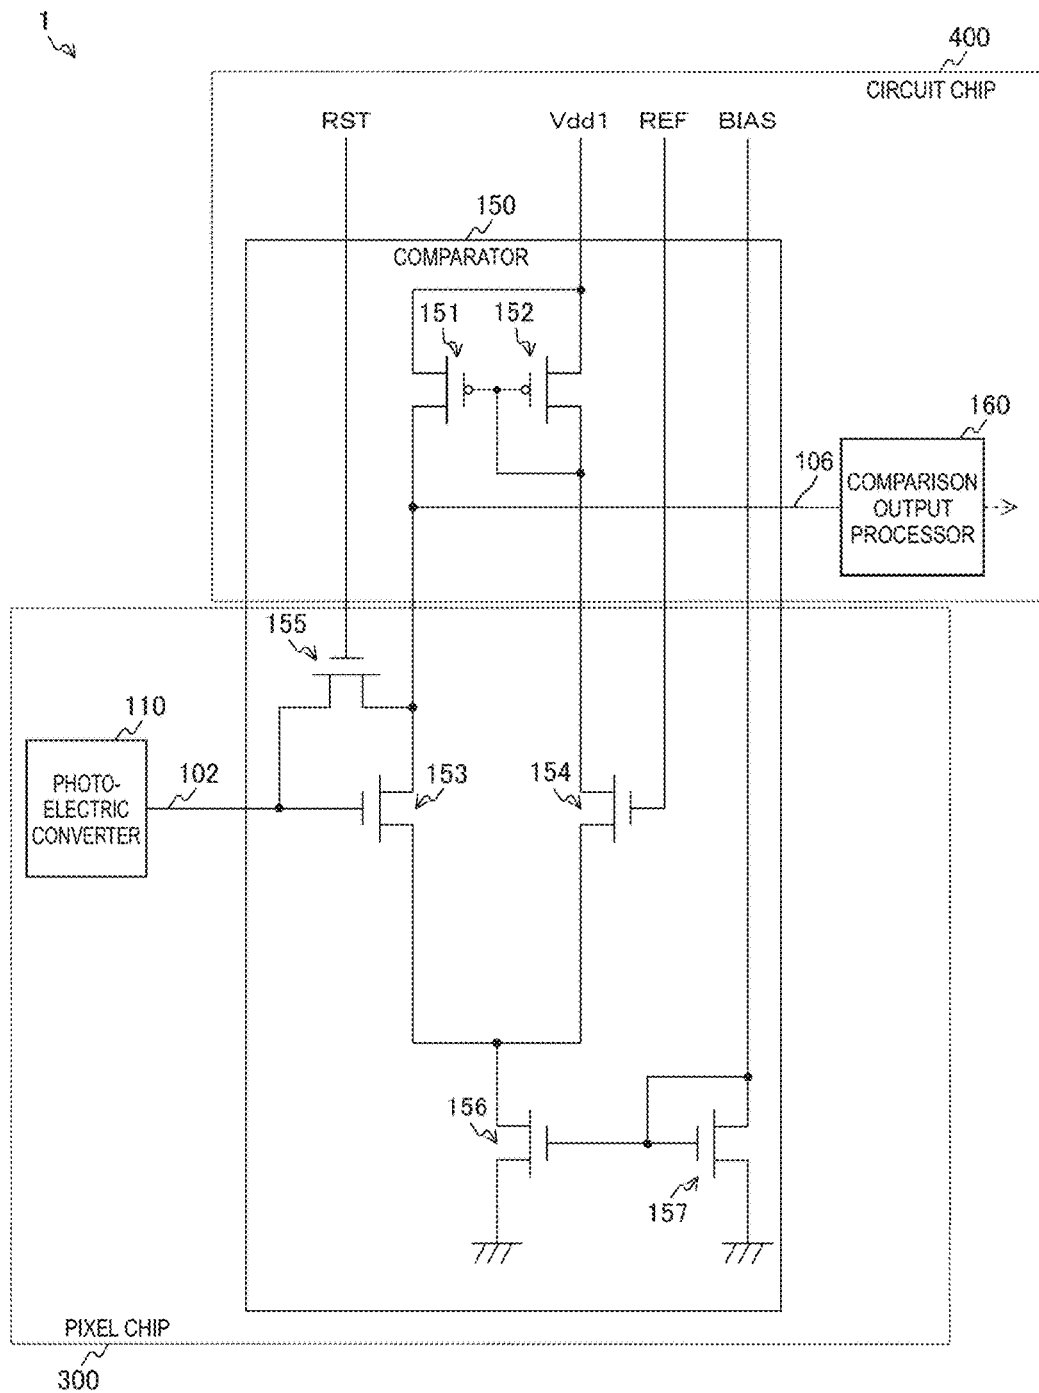 1
400
CIRCUIT CHIP
RST
Vdd1
REF
BIAS
150
COMPARATOR
151
152
160
106
COMPARISON
OUTPUT
PROCESSOR
155
110
PHOTO-
ELECTRIC
CONVERTER
102
153
154
156
157
PIXEL CHIP
300